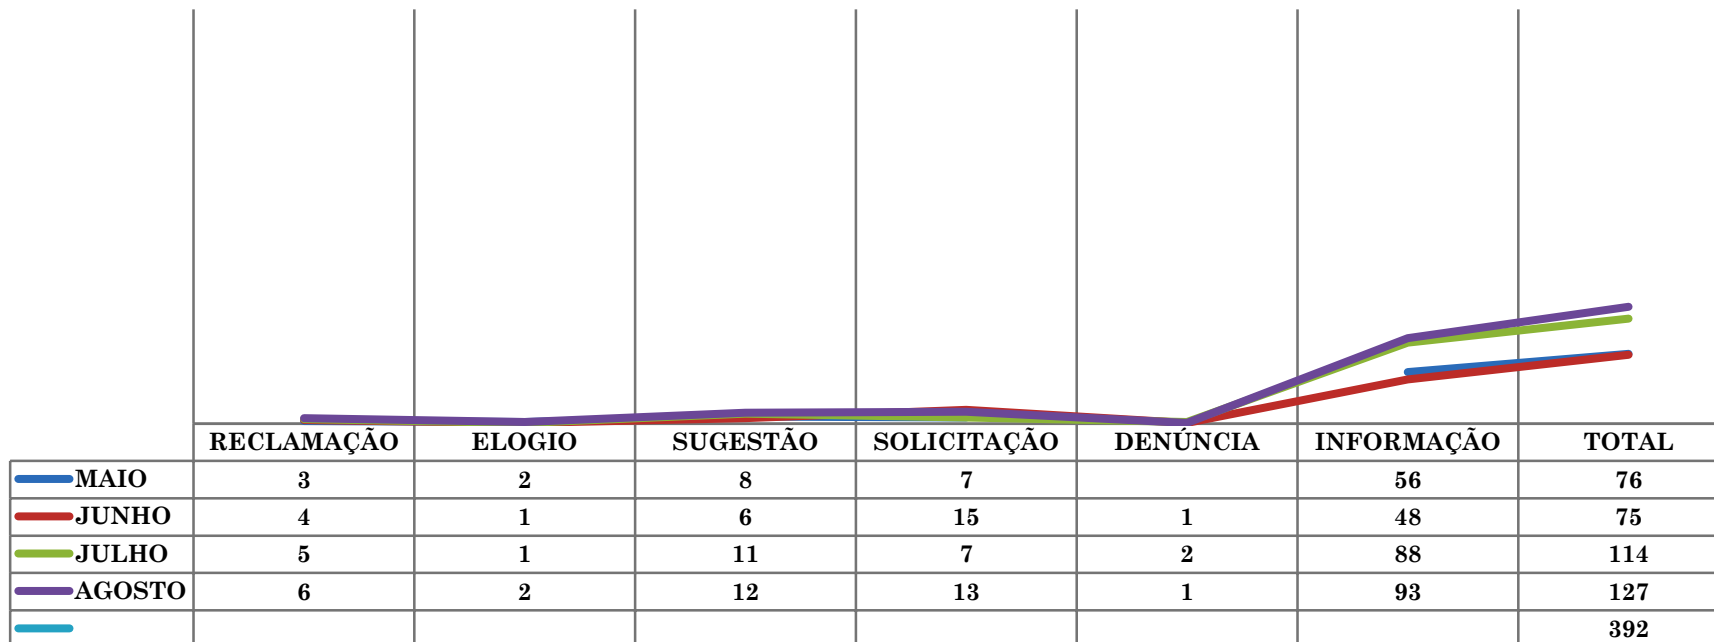 RECLAMAÇÃO ELOGIO SUGESTÃO SOLICITAÇÃO DENÚNCIA INFORMAÇÃO TOTAL
MAIO 3 2 8 7 56 76
JUNHO 4 1 6 15 1 48 75
JULHO 5 1 11 7 2 88 114
AGOSTO 6 2 12 13 1 93 127
392